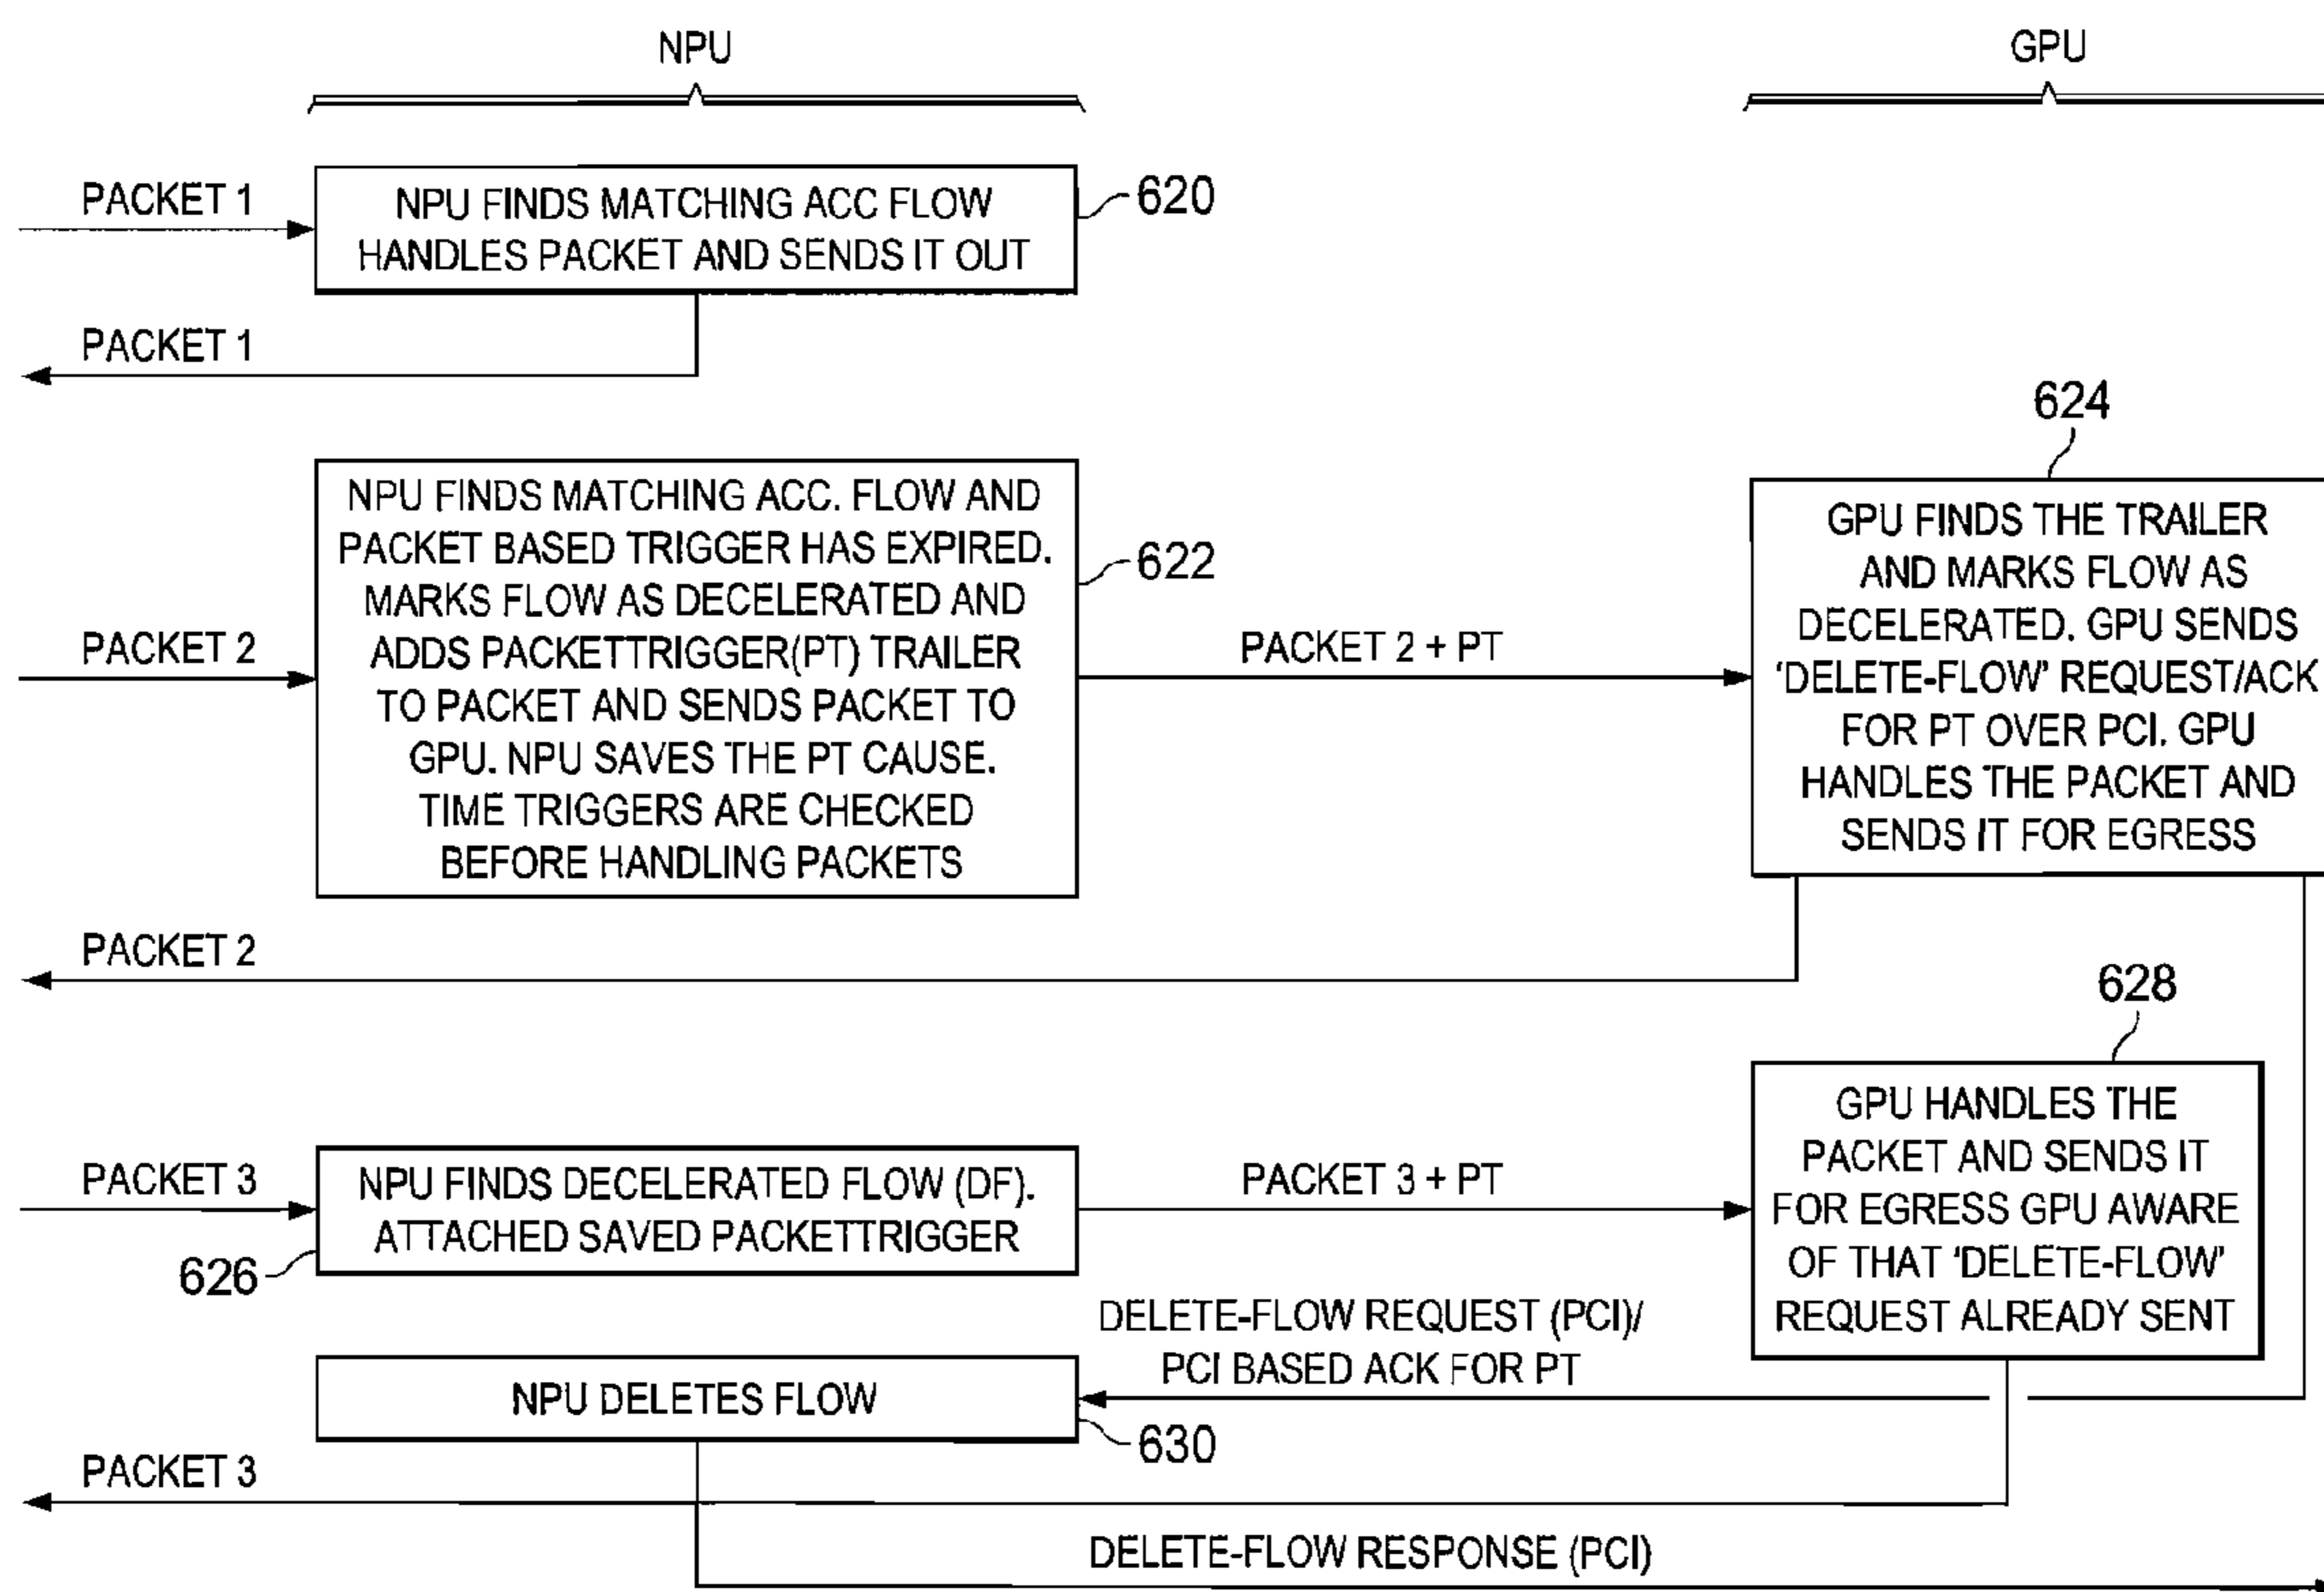 NPU
GPU
PACKET 1
NPU FINDS MATCHING ACC FLOW
HANDLES PACKET AND SENDS IT OUT
620
PACKET 1
NPU FINDS MATCHING ACC. FLOW AND
PACKET BASED TRIGGER HAS EXPIRED.
MARKS FLOW AS DECELERATED AND
ADDS PACKETTRIGGER(PT) TRAILER
TO PACKET AND SENDS PACKET TO
GPU. NPU SAVES THE PT CAUSE.
TIME TRIGGERS ARE CHECKED
BEFORE HANDLING PACKETS
622
PACKET 2
PACKET 2 + PT
624
GPU FINDS THE TRAILER
AND MARKS FLOW AS
DECELERATED. GPU SENDS
'DELETE-FLOW' REQUEST/ACK
FOR PT OVER PCI. GPU
HANDLES THE PACKET AND
SENDS IT FOR EGRESS
PACKET 2
PACKET 3
NPU FINDS DECELERATED FLOW (DF).
ATTACHED SAVED PACKETTRIGGER
626
PACKET 3 + PT
628
GPU HANDLES THE
PACKET AND SENDS IT
FOR EGRESS GPU AWARE
OF THAT 'DELETE-FLOW'
REQUEST ALREADY SENT
DELETE-FLOW REQUEST (PCI)/
PCI BASED ACK FOR PT
NPU DELETES FLOW
630
PACKET 3
DELETE-FLOW RESPONSE (PCI)